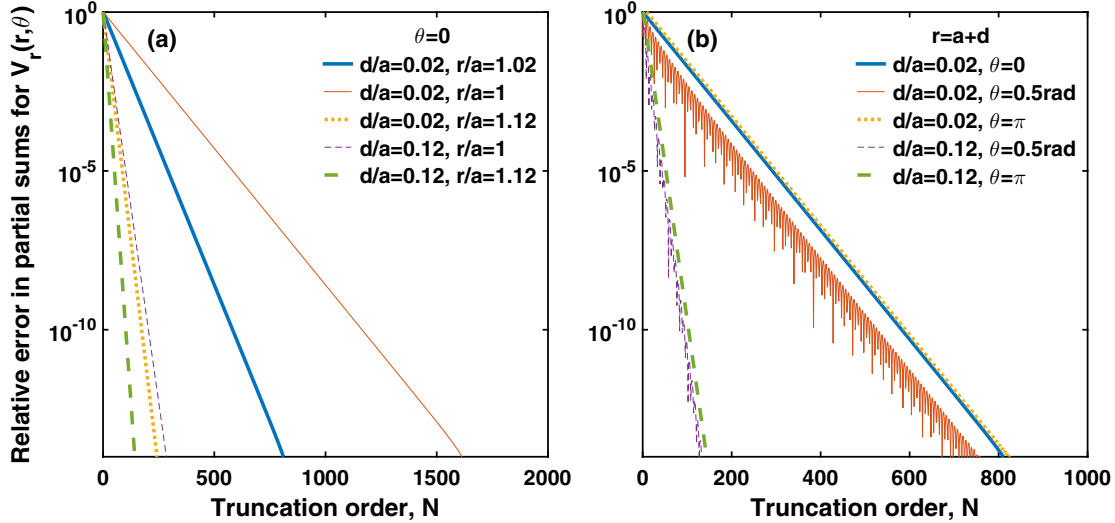 Relative error in partial sums for V_r(r,θ)
(a)
θ=0
d/a=0.02, r/a=1.02
d/a=0.02, r/a=1
d/a=0.02, r/a=1.12
d/a=0.12, r/a=1
d/a=0.12, r/a=1.12
10^0
10^-5
10^-10
0 500 1000 1500 2000
Truncation order, N
(b)
r=a+d
d/a=0.02, θ=0
d/a=0.02, θ=0.5rad
d/a=0.02, θ=π
d/a=0.12, θ=0.5rad
d/a=0.12, θ=π
10^0
10^-5
10^-10
0 200 400 600 800 1000
Truncation order, N